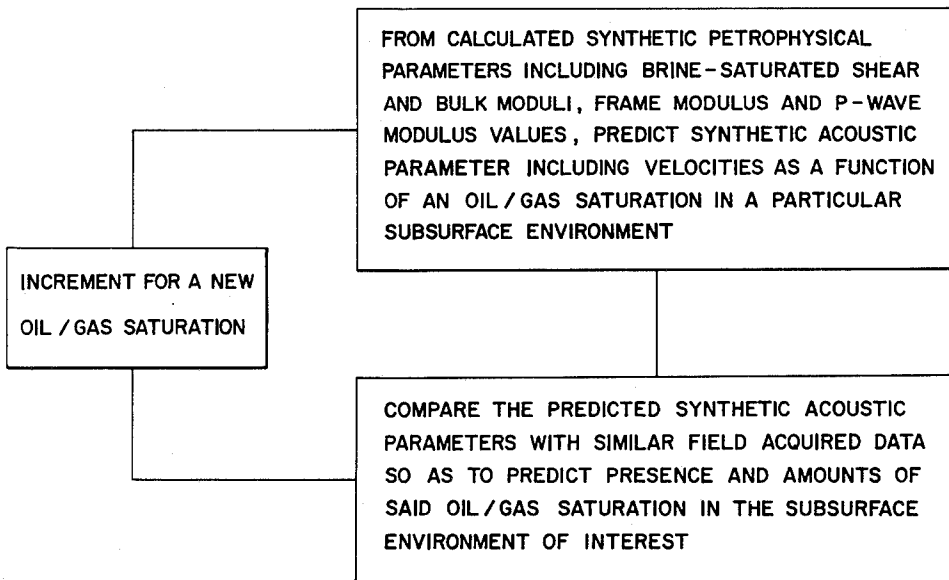 FROM CALCULATED SYNTHETIC PETROPHYSICAL
PARAMETERS INCLUDING BRINE-SATURATED SHEAR
AND BULK MODULI, FRAME MODULUS AND P-WAVE
MODULUS VALUES, PREDICT SYNTHETIC ACOUSTIC
PARAMETER INCLUDING VELOCITIES AS A FUNCTION
OF AN OIL/GAS SATURATION IN A PARTICULAR
SUBSURFACE ENVIRONMENT
INCREMENT FOR A NEW
OIL/GAS SATURATION
COMPARE THE PREDICTED SYNTHETIC ACOUSTIC
PARAMETERS WITH SIMILAR FIELD ACQUIRED DATA
SO AS TO PREDICT PRESENCE AND AMOUNTS OF
SAID OIL/GAS SATURATION IN THE SUBSURFACE
ENVIRONMENT OF INTEREST